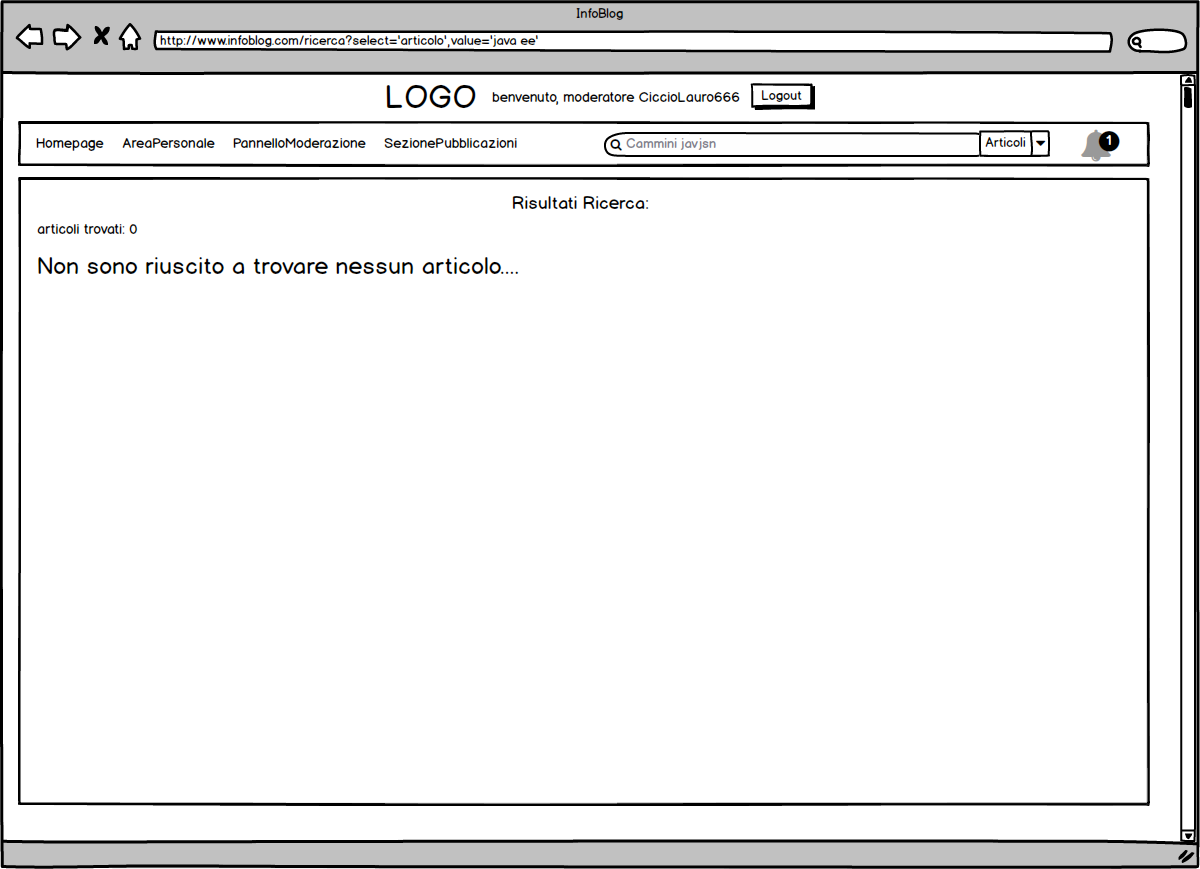 InfoBlog
http://www.infoblog.com/ricerca?select='articolo',value='java ee'
LOGO benvenuto, moderatore CiccioLauro666 Logout
Homepage AreaPersonale PannelloModerazione SezionePubblicazioni Cammini javjsn Articoli 1
Risultati Ricerca:
articoli trovati: 0
Non sono riuscito a trovare nessun articolo....